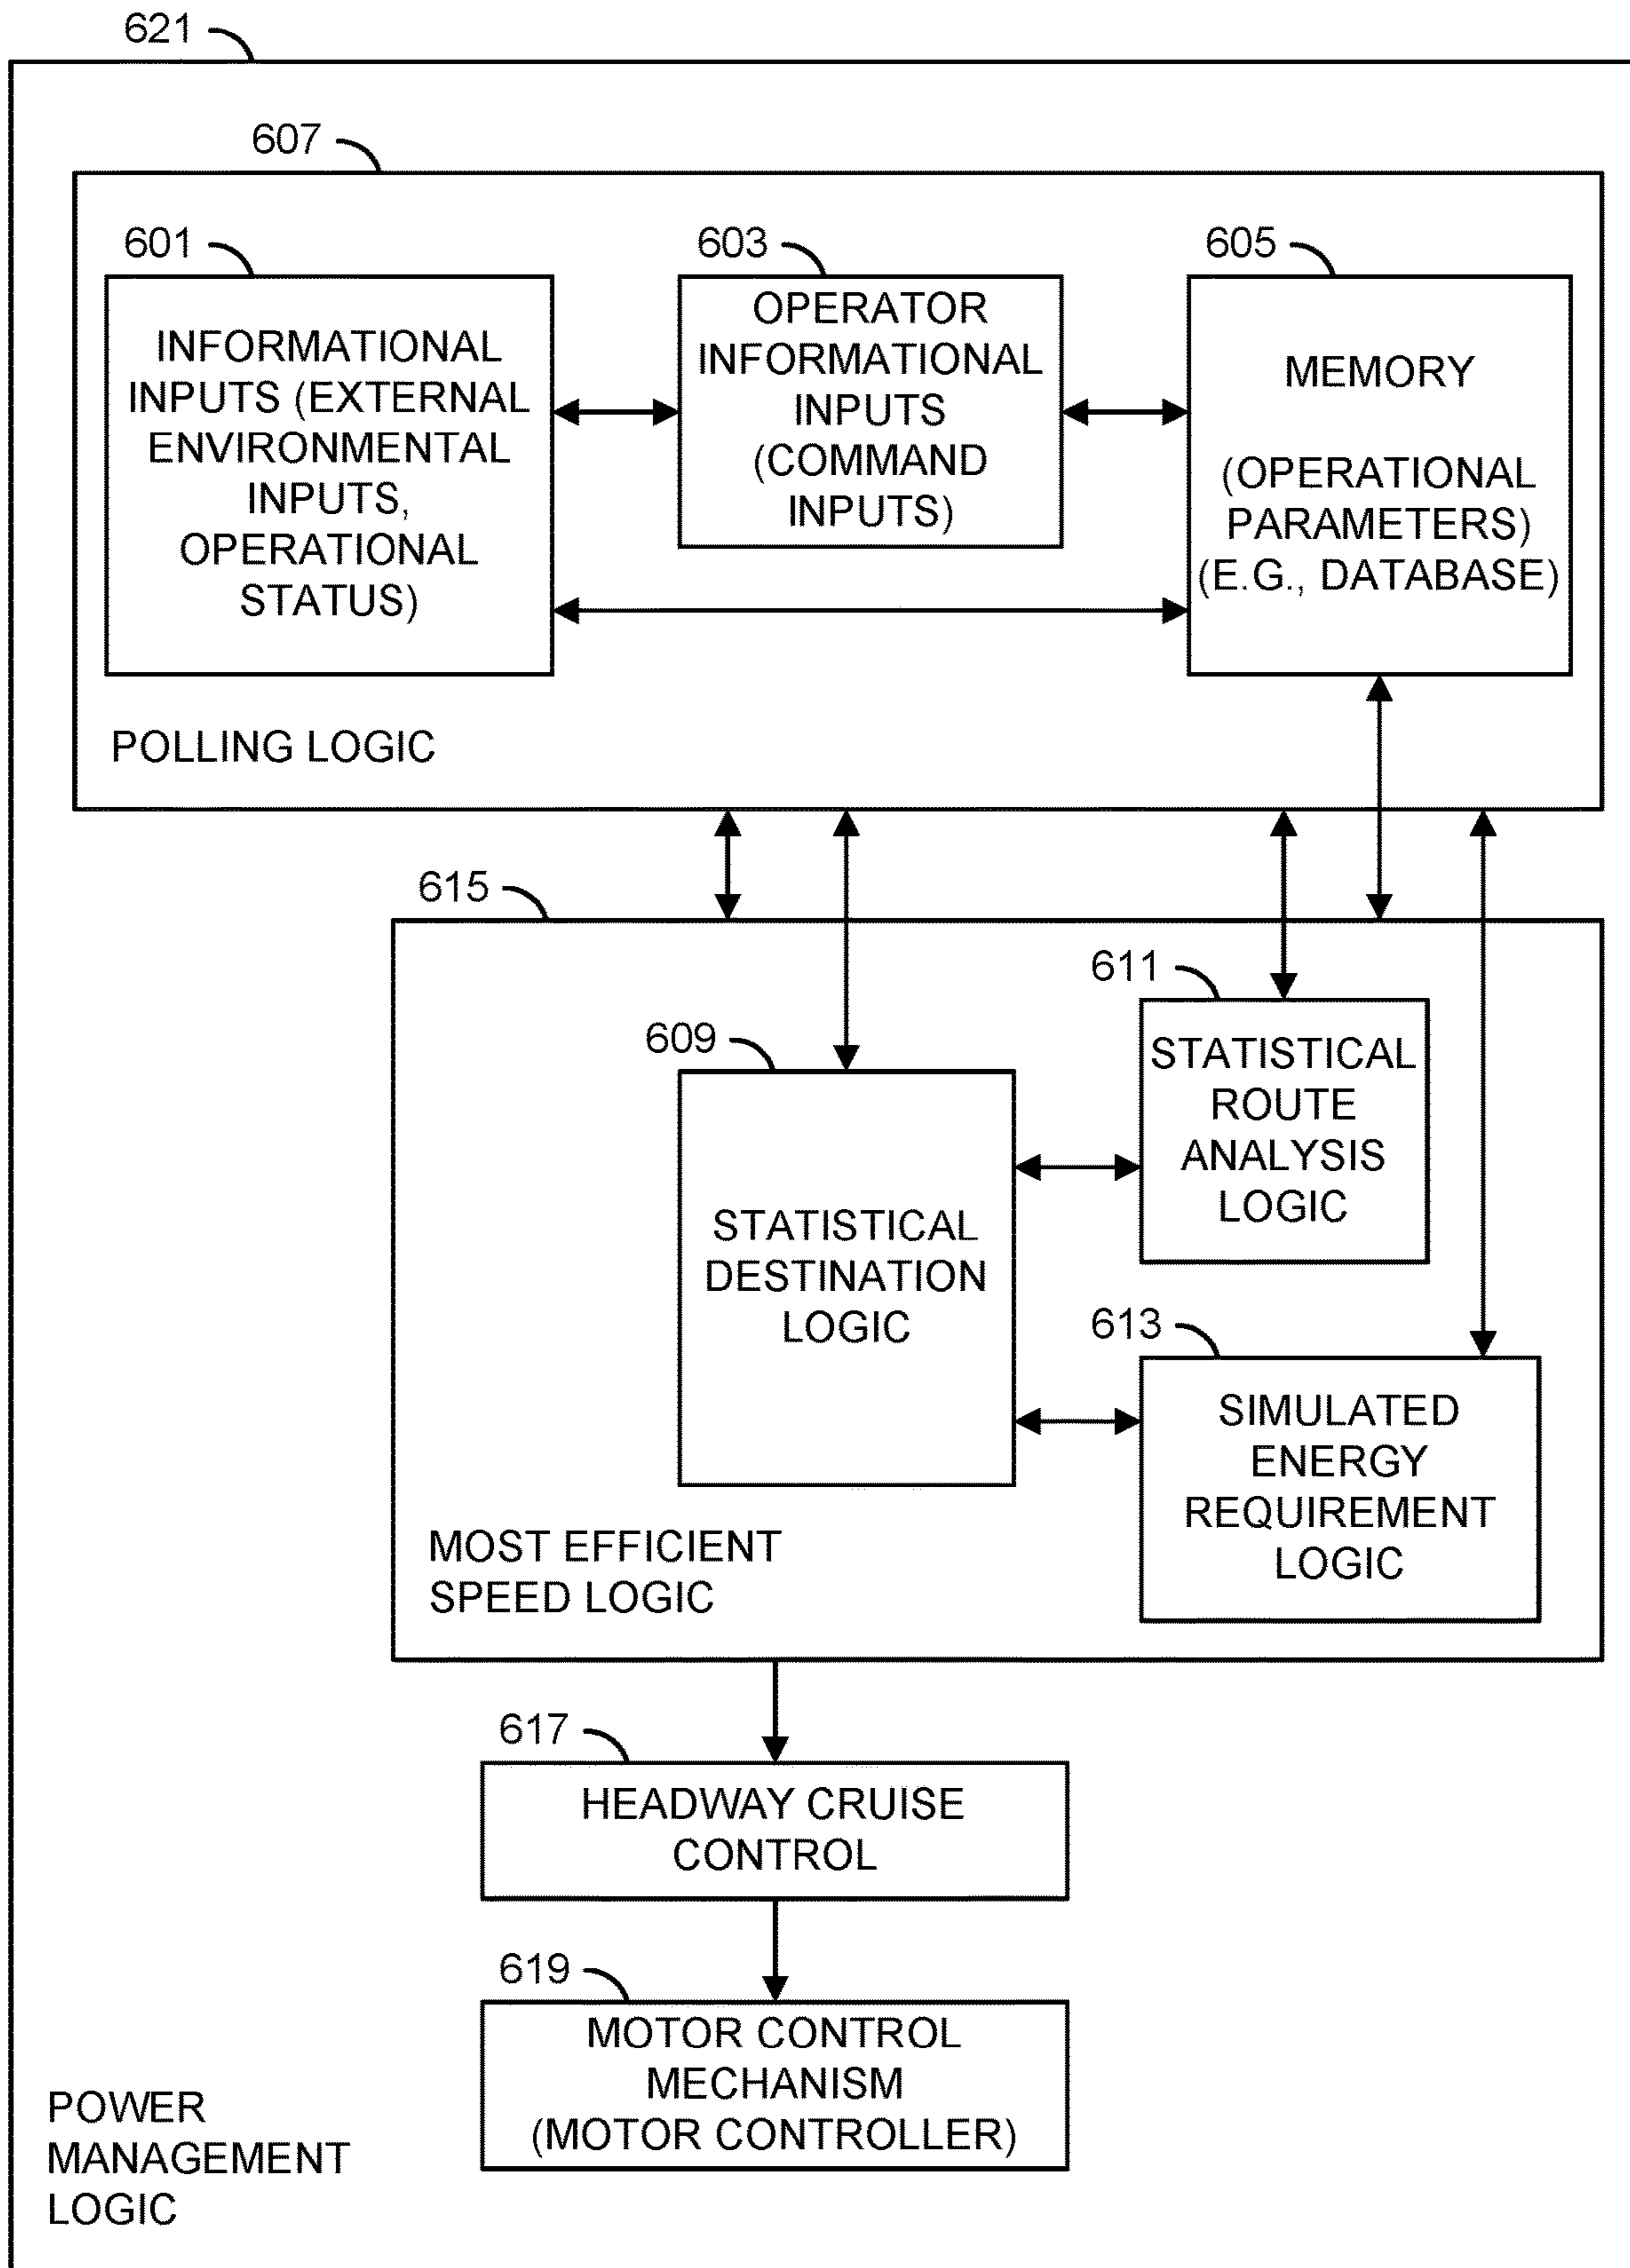 621
607
601
603
605
INFORMATIONAL
INPUTS (EXTERNAL
ENVIRONMENTAL
INPUTS,
OPERATIONAL
STATUS)
OPERATOR
INFORMATIONAL
INPUTS
(COMMAND
INPUTS)
MEMORY
(OPERATIONAL
PARAMETERS)
(E.G., DATABASE)
POLLING LOGIC
615
611
609
STATISTICAL
ROUTE
ANALYSIS
LOGIC
STATISTICAL
DESTINATION
LOGIC
613
SIMULATED
ENERGY
REQUIREMENT
LOGIC
MOST EFFICIENT
SPEED LOGIC
617
HEADWAY CRUISE
CONTROL
619
MOTOR CONTROL
MECHANISM
(MOTOR CONTROLLER)
POWER
MANAGEMENT
LOGIC